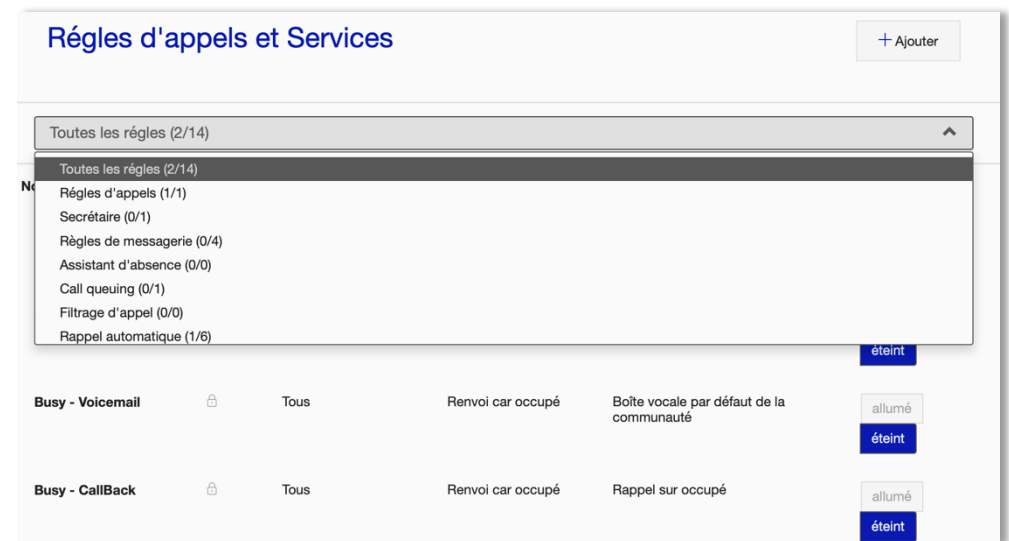 Régles d'appels et Services
+ Ajouter
Toutes les régles (2/14)
Toutes les régles (2/14)
Régles d'appels (1/1)
Secrétaire (0/1)
Règles de messagerie (0/4)
Assistant d'absence (0/0)
Call queuing (0/1)
Filtrage d'appel (0/0)
Rappel automatique (1/6)
éteint
Busy - Voicemail Tous Renvoi car occupé Boîte vocale par défaut de la
communauté
allumé
éteint
Busy - CallBack Tous Renvoi car occupé Rappel sur occupé
allumé
éteint